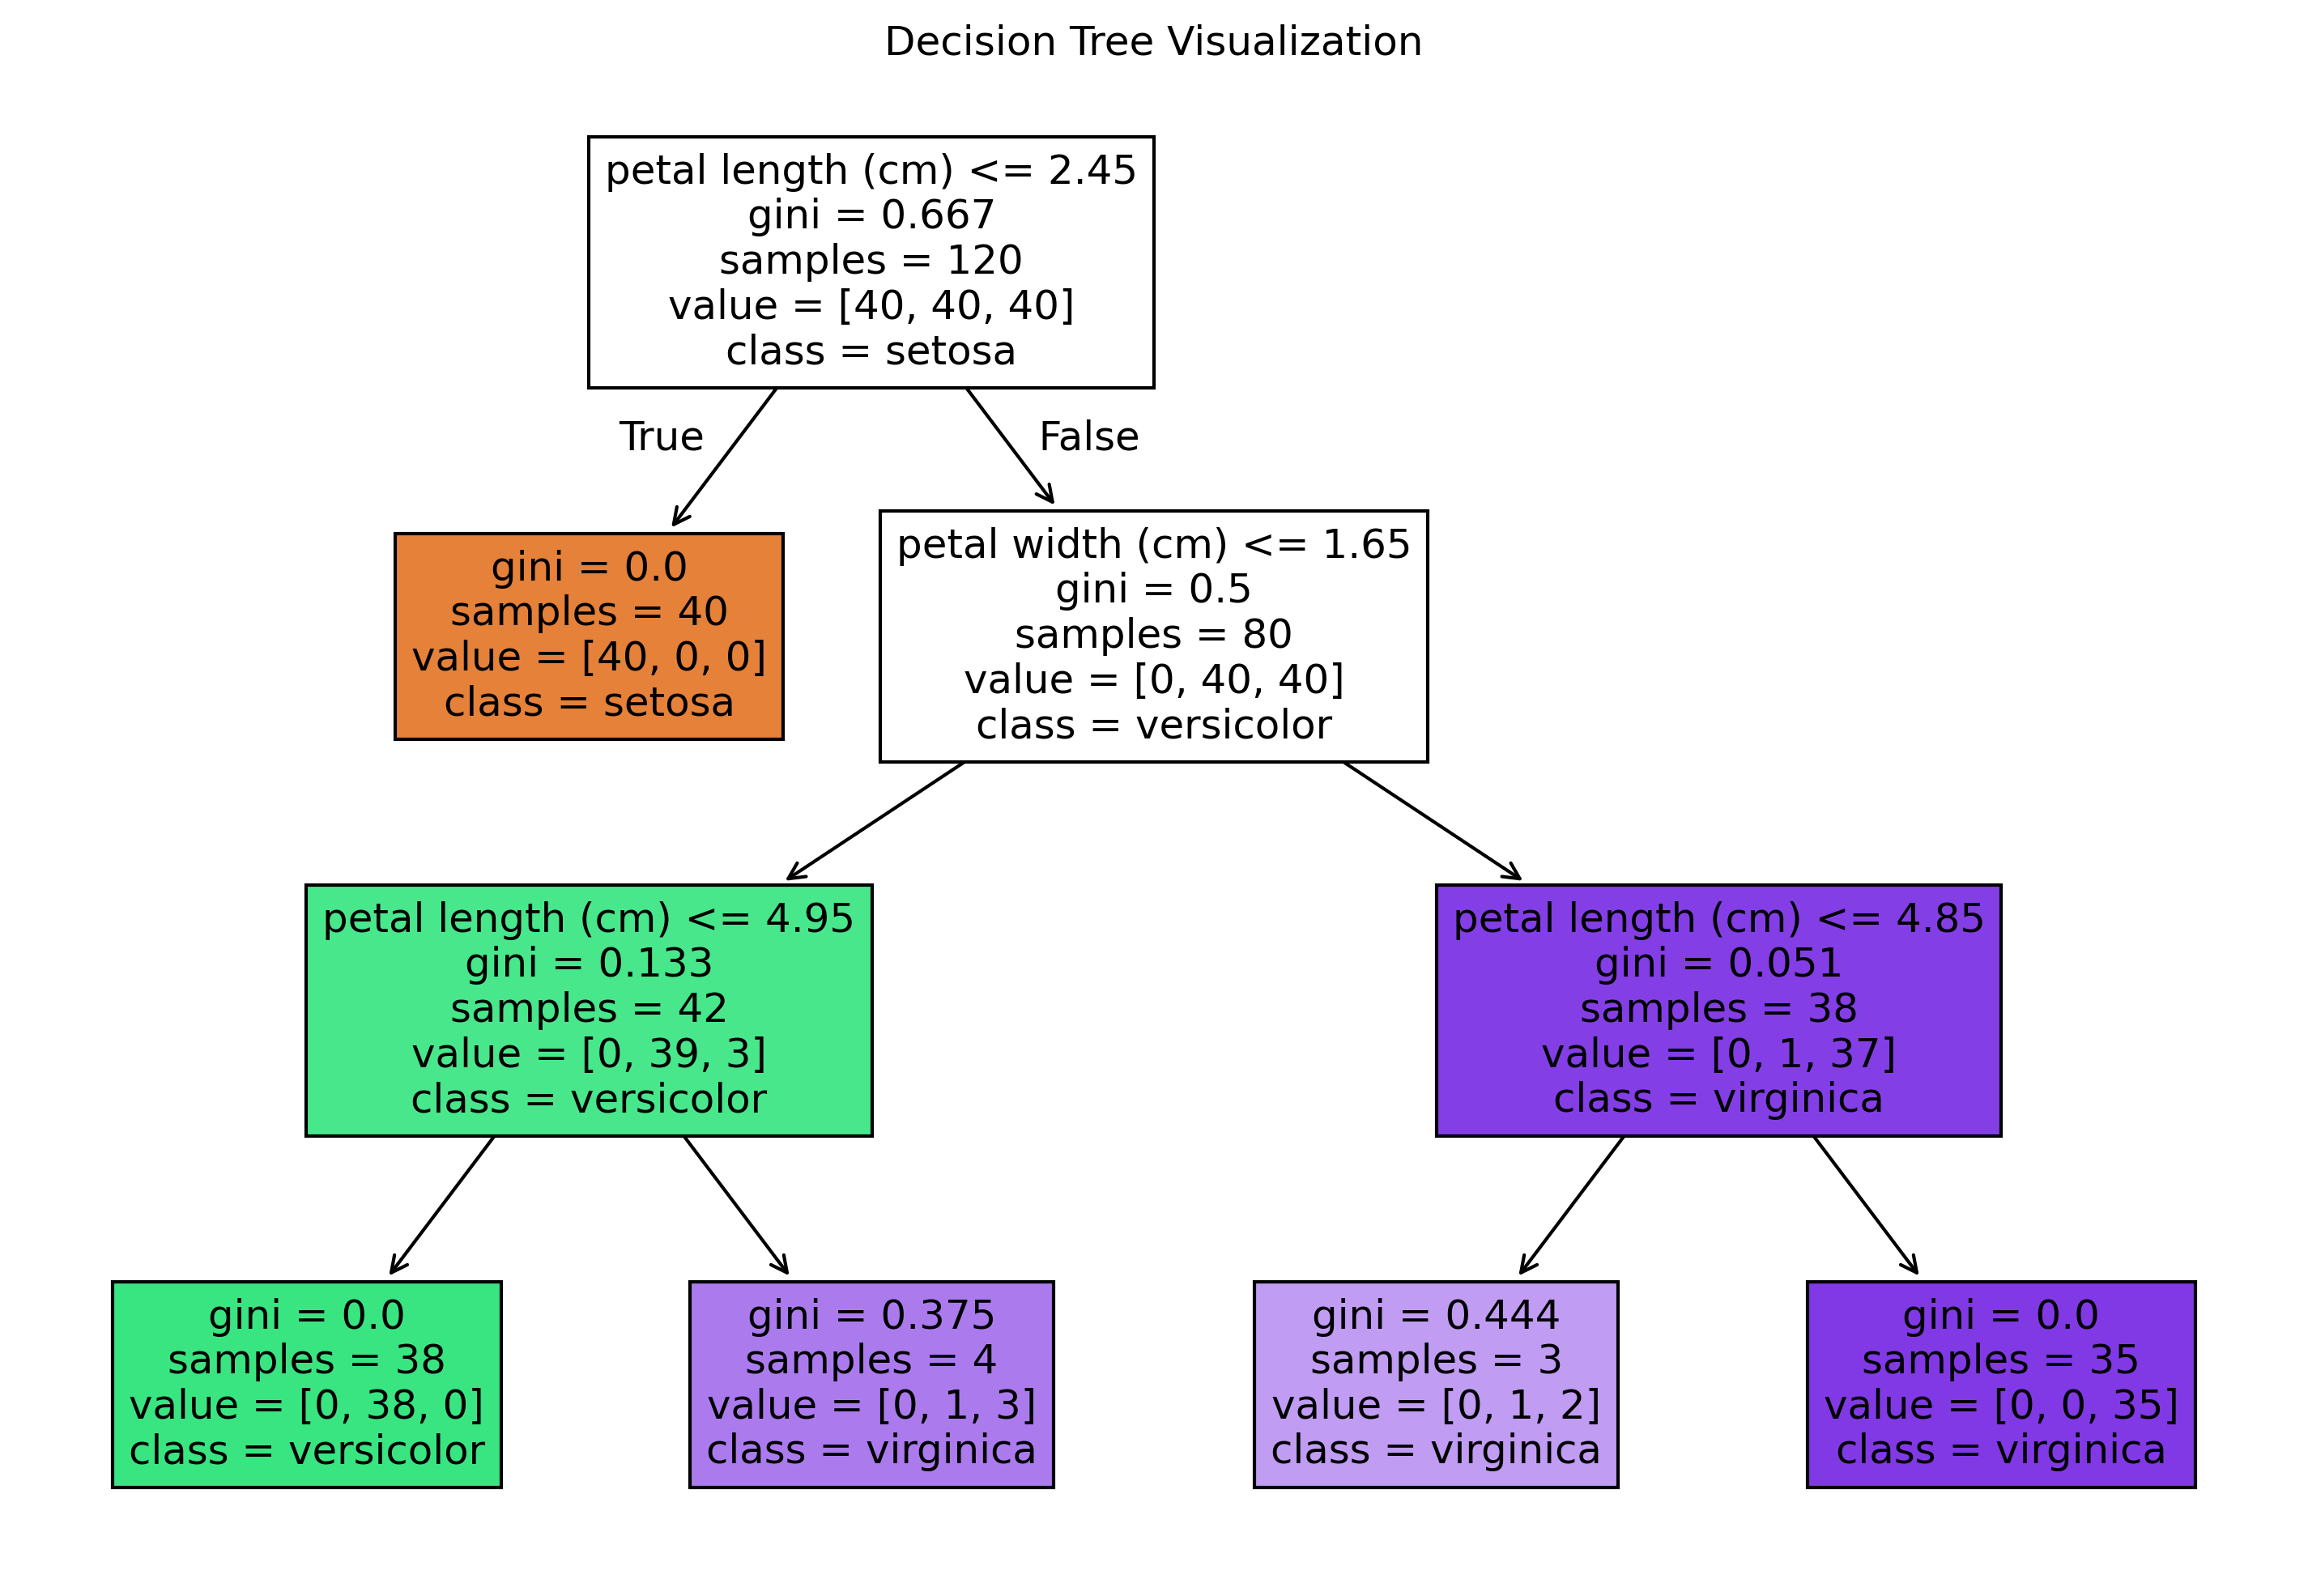 Decision Tree Visualization
petal length (cm) <= 2.45
gini = 0.667
samples = 120
value = [40, 40, 40]
class = setosa
True
False
gini = 0.0
samples = 40
value = [40, 0, 0]
class = setosa
petal width (cm) <= 1.65
gini = 0.5
samples = 80
value = [0, 40, 40]
class = versicolor
petal length (cm) <= 4.95
gini = 0.133
samples = 42
value = [0, 39, 3]
class = versicolor
petal length (cm) <= 4.85
gini = 0.051
samples = 38
value = [0, 1, 37]
class = virginica
gini = 0.0
samples = 38
value = [0, 38, 0]
class = versicolor
gini = 0.375
samples = 4
value = [0, 1, 3]
class = virginica
gini = 0.444
samples = 3
value = [0, 1, 2]
class = virginica
gini = 0.0
samples = 35
value = [0, 0, 35]
class = virginica